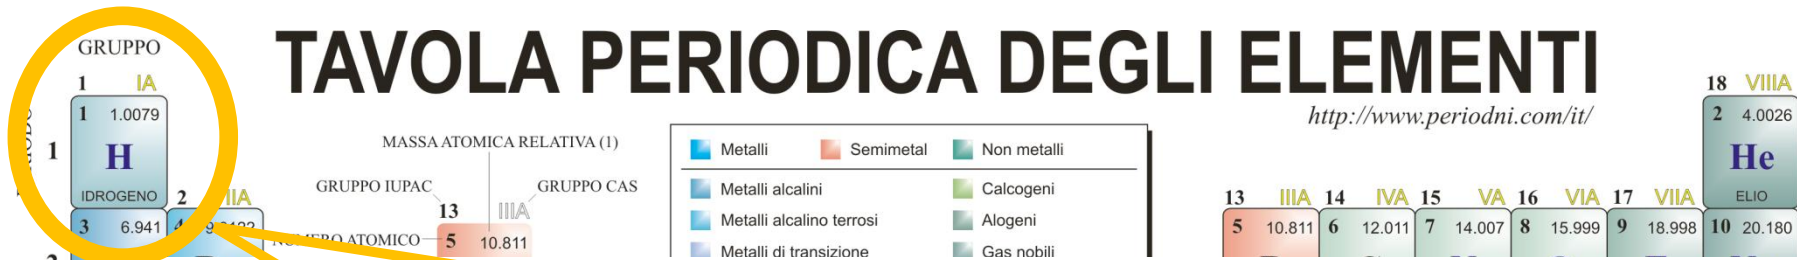 GRUPPO
TAVOLA PERIODICA DEGLI ELEMENTI
1 IA
18 VIIIA
http://www.periodni.com/it/
1 1.0079
2 4.0026
MASSA ATOMICA RELATIVA (1)
Metalli Semimetal Non metalli
1 H
He
GRUPPO IUPAC GRUPPO CAS
Metalli alcalini Calcogeni
IDROGENO 2 IIA
13 IIIA 14 IVA 15 VA 16 VIA 17 VIIA
ELIO
13 IIIA
Metalli alcalino terrosi Alogeni
3 6.941 4
NUMERO ATOMICO 5 10.811
5 10.811 6 12.011 7 14.007 8 15.999 9 18.998 10 20.180
Metalli di transizione Gas nobili